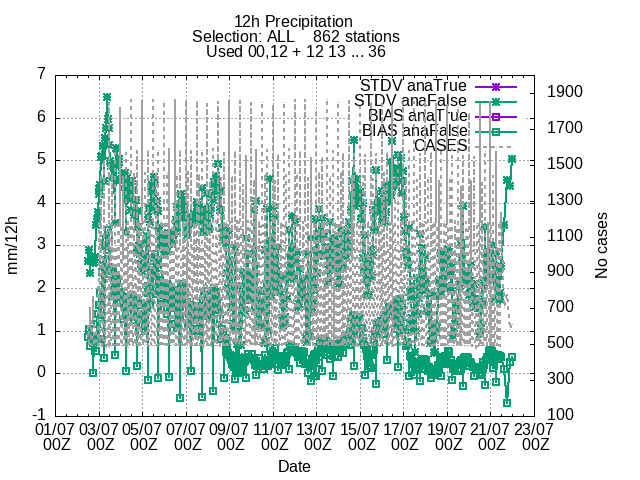 12h Precipitation
Selection: ALL 862 stations
Used 00,12 + 12 13 ... 36
STDV anaTrue
STDV anaFalse
BIAS anaTrue
BIAS anaFalse
CASES
mm/12h
7
6
5
4
3
2
1
0
-1
No cases
1900
1700
1500
1300
1100
900
700
500
300
100
01/07 03/07 05/07 07/07 09/07 11/07 13/07 15/07 17/07 19/07 21/07 23/07
00Z 00Z 00Z 00Z 00Z 00Z 00Z 00Z 00Z 00Z 00Z 00Z
Date